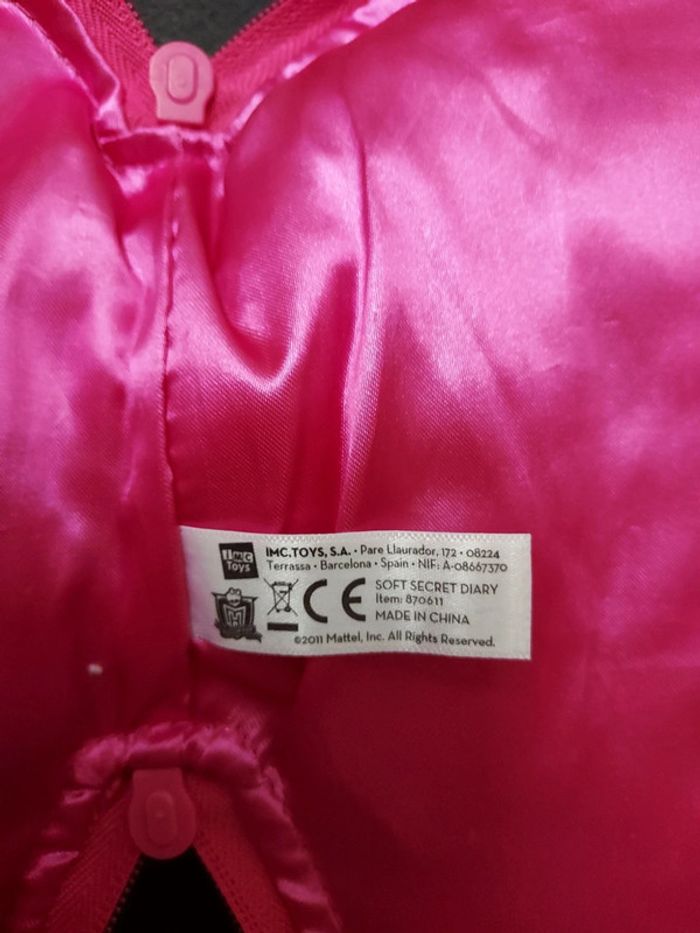 IMC Toys
IMC.TOYS, S.A. • Pare Llaurador, 172 • 08224
Terrassa • Barcelona • Spain • NIF: A-08667370
CE
SOFT SECRET DIARY
Item: 870611
MADE IN CHINA
©2011 Mattel, Inc. All Rights Reserved.